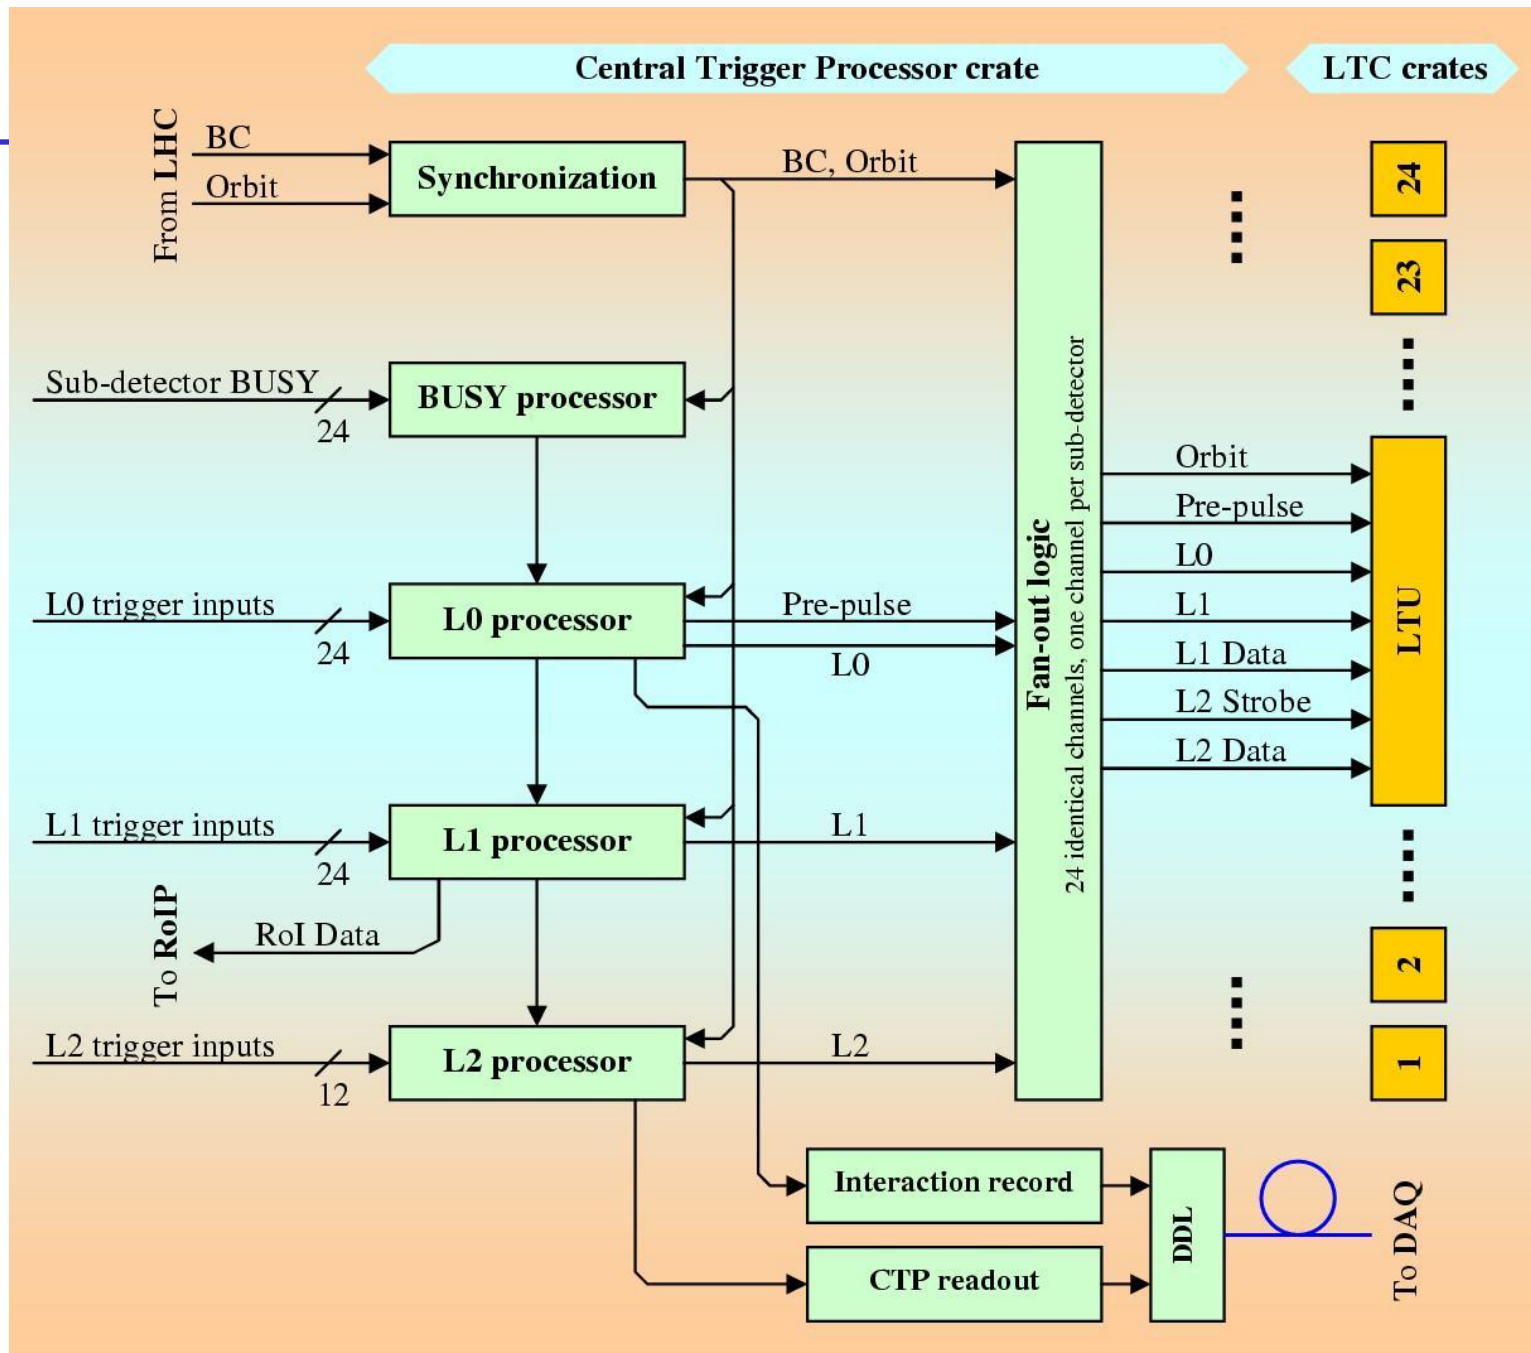 Central Trigger Processor crate
LTC crates
From LHC
BC
Orbit
Synchronization
BC, Orbit
24
23
Sub-detector BUSY
24
BUSY processor
Fan-out logic
24 identical channels, one channel per sub-detector
Orbit
Pre-pulse
L0
L1
L1 Data
L2 Strobe
L2 Data
LTU
L0 trigger inputs
24
L0 processor
Pre-pulse
L0
L1 trigger inputs
24
L1 processor
L1
To RoIP
RoI Data
2
1
L2 trigger inputs
12
L2 processor
L2
Interaction record
CTP readout
DDL
To DAQ